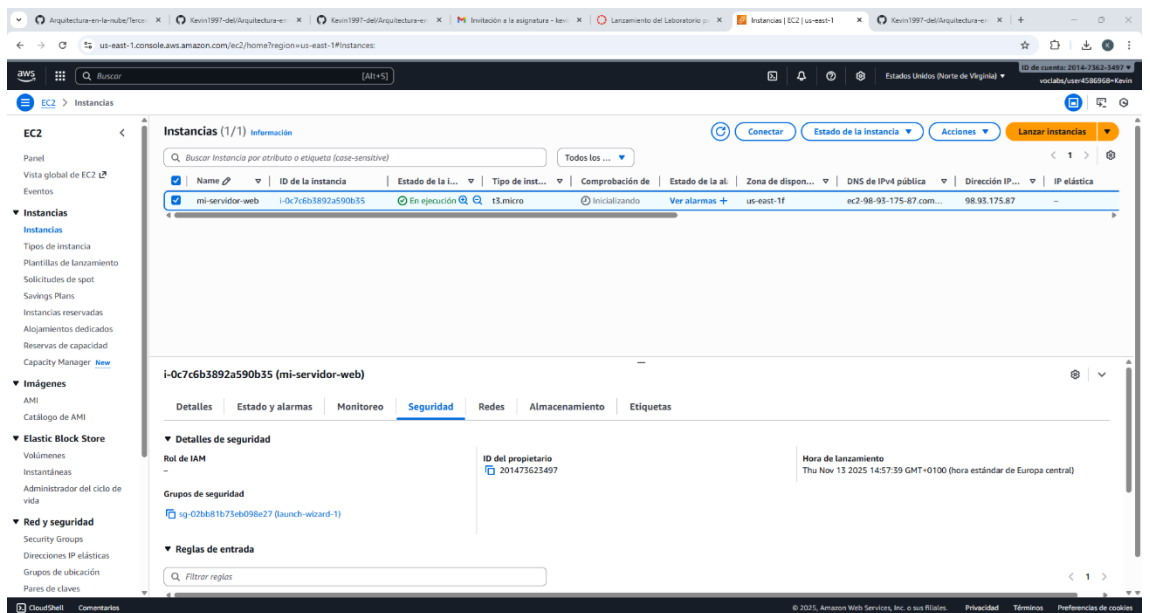 Arquitectura-en-la-nube/Terce
Kevin1997-del/Arquitectura-en
Kevin1997-del/Arquitectura-en
Invitación a la asignatura - kevi
Lanzamiento del Laboratorio p
Instancias | EC2 | us-east-1
Kevin1997-del/Arquitectura-en
us-east-1.console.aws.amazon.com/ec2/home?region=us-east-1#Instances:
aws
Buscar
[Alt+S]
Estados Unidos (Norte de Virginia)
ID de cuenta: 2014-7362-3497
voclabs/user4586968=Kevin
EC2 > Instancias
EC2
Panel
Vista global de EC2
Eventos
Instancias
Instancias
Tipos de instancia
Plantillas de lanzamiento
Solicitudes de spot
Savings Plans
Instancias reservadas
Alojamientos dedicados
Reservas de capacidad
Capacity Manager New
Imágenes
AMI
Catálogo de AMI
Elastic Block Store
Volúmenes
Instantáneas
Administrador del ciclo de
vida
Red y seguridad
Security Groups
Direcciones IP elásticas
Grupos de ubicación
Pares de claves
Instancias (1/1) Información
Conectar
Estado de la instancia
Acciones
Lanzar instancias
Buscar Instancia por atributo o etiqueta (case-sensitive)
Todos los ...
1
Name | ID de la instancia | Estado de la i... | Tipo de inst... | Comprobación de | Estado de la al | Zona de dispon... | DNS de IPv4 pública | Dirección IP... | IP elástica
mi-servidor-web i-0c7c6b3892a590b35 En ejecución t3.micro Inicializando Ver alarmas + us-east-1f ec2-98-93-175-87.com... 98.93.175.87 –
i-0c7c6b3892a590b35 (mi-servidor-web)
Detalles | Estado y alarmas | Monitoreo | Seguridad | Redes | Almacenamiento | Etiquetas
Detalles de seguridad
Rol de IAM
–
ID del propietario
201473623497
Hora de lanzamiento
Thu Nov 13 2025 14:57:39 GMT+0100 (hora estándar de Europa central)
Grupos de seguridad
sg-02bb81b73eb098e27 (launch-wizard-1)
Reglas de entrada
Filtrar reglas
1
CloudShell Comentarios
© 2025, Amazon Web Services, Inc. o sus filiales. Privacidad Términos Preferencias de cookies